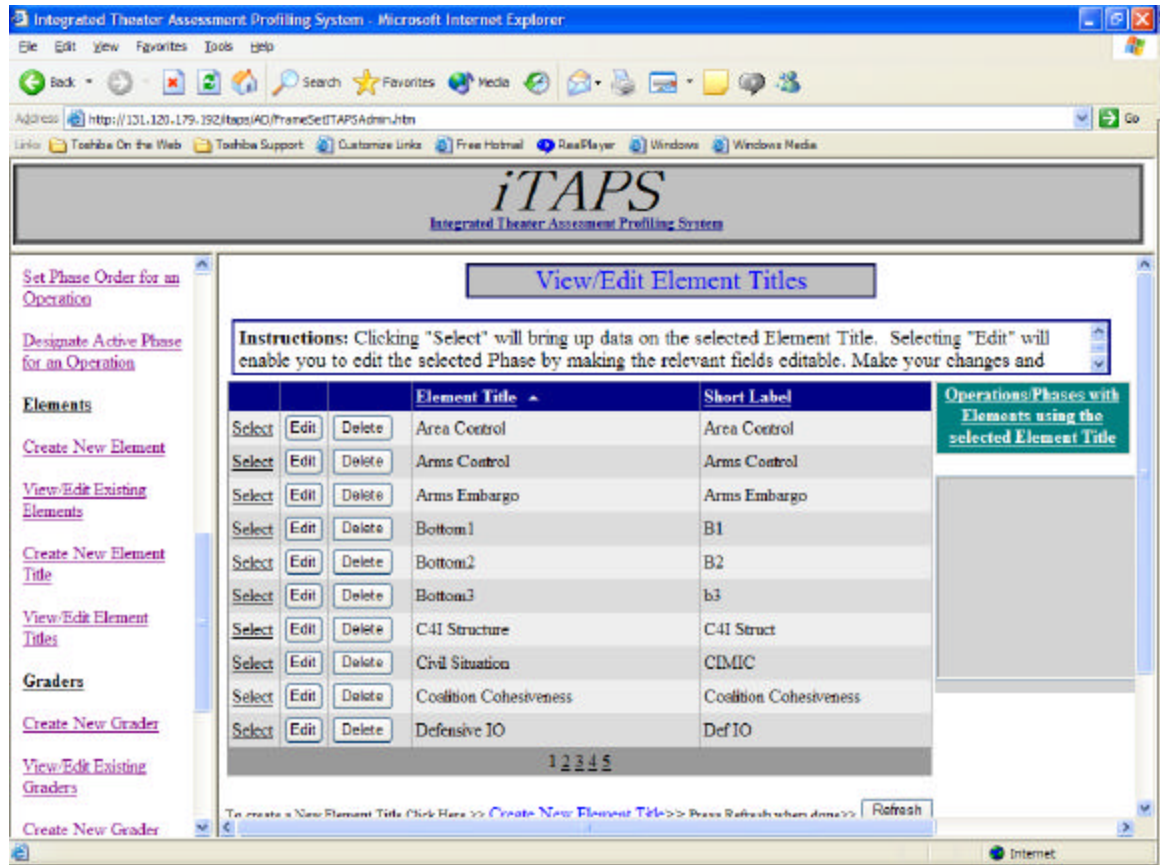 Integrated Theater Assessment Profiling System - Microsoft Internet Explorer
File Edit View Favorites Tools Help
Back Search Favorites Media
Address http://131.120.179.192/itaps/AO/FrameSetITAPSAdmin.htm Go
Links Toshiba On the Web Toshiba Support Customize Links Free Hotmail RealPlayer Windows Windows Media
iTAPS
Integrated Theater Assessment Profiling System
Set Phase Order for an
Operation
Designate Active Phase
for an Operation
Elements
Create New Element
View/Edit Existing
Elements
Create New Element
Title
View/Edit Element
Titles
Graders
Create New Grader
View/Edit Existing
Graders
Create New Grader
View/Edit Element Titles
Instructions: Clicking "Select" will bring up data on the selected Element Title. Selecting "Edit" will
enable you to edit the selected Phase by making the relevant fields editable. Make your changes and
Element Title Short Label
Select Edit Delete Area Control Area Control
Select Edit Delete Arms Control Arms Control
Select Edit Delete Arms Embargo Arms Embargo
Select Edit Delete Bottom1 B1
Select Edit Delete Bottom2 B2
Select Edit Delete Bottom3 b3
Select Edit Delete C4I Structure C4I Struct
Select Edit Delete Civil Situation CIMIC
Select Edit Delete Coalition Cohesiveness Coalition Cohesiveness
Select Edit Delete Defensive IO Def IO
1 2 3 4 5
Operations/Phases with
Elements using the
selected Element Title
To create a New Element Title Click Here >> Create New Element Title>> Press Refresh when done>> Refresh
Internet